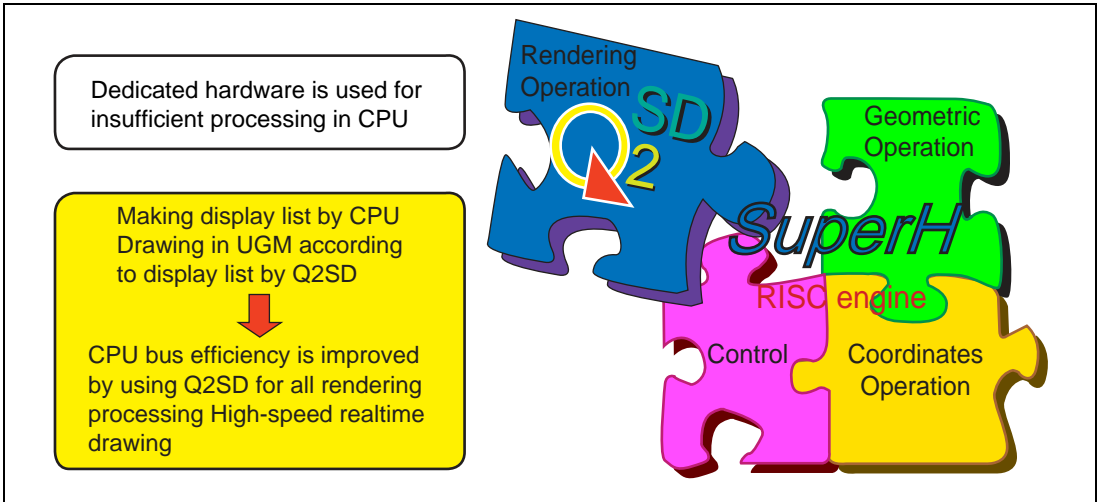 Dedicated hardware is used for
insufficient processing in CPU
Making display list by CPU
Drawing in UGM according
to display list by Q2SD
CPU bus efficiency is improved
by using Q2SD for all rendering
processing High-speed realtime
drawing
Rendering
Operation
Q2 SD
Geometric
Operation
SuperH
RISC engine
Control
Coordinates
Operation